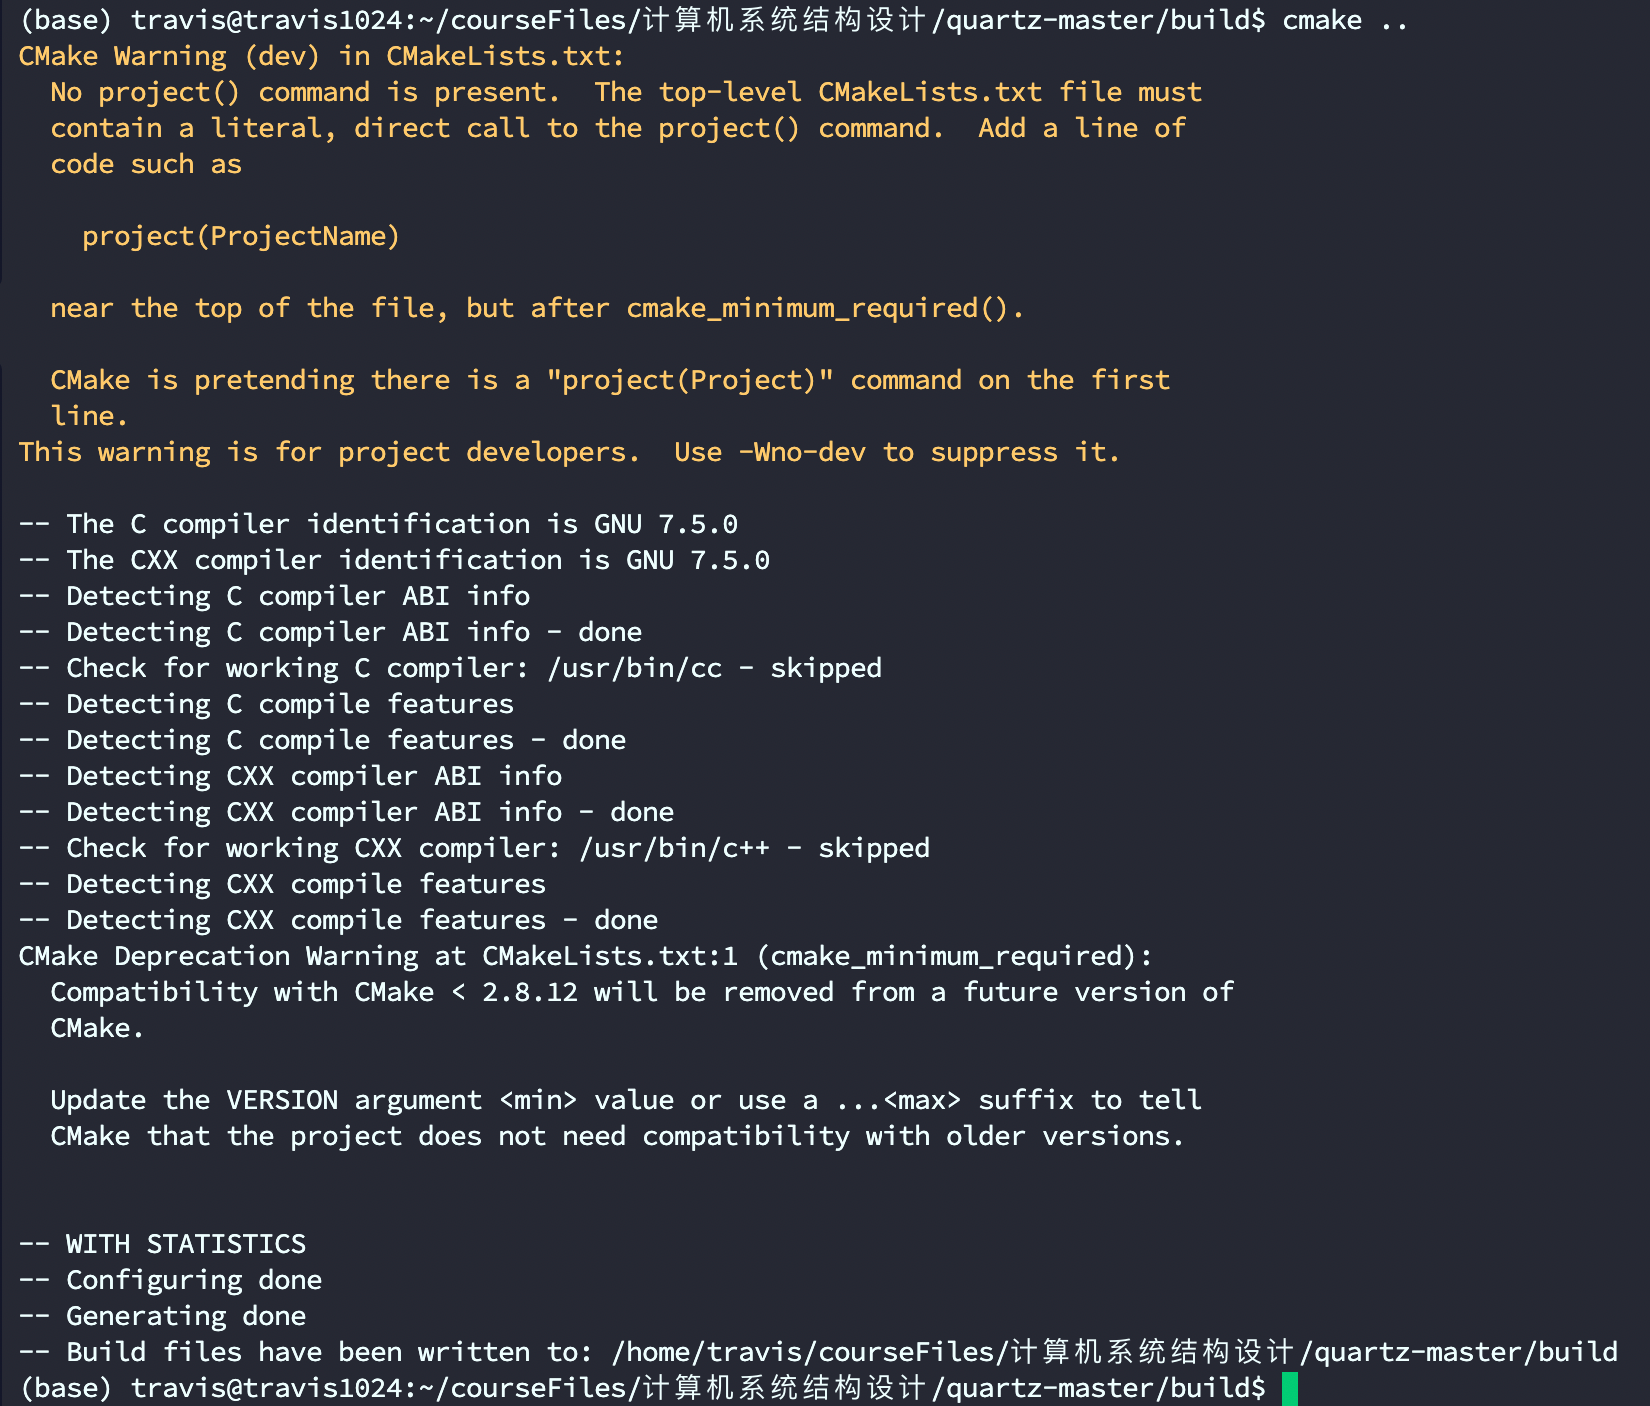 (base) travis@travis1024:~/courseFiles/计算机系统结构设计/quartz-master/build$ cmake ..
CMake Warning (dev) in CMakeLists.txt:
  No project() command is present.  The top-level CMakeLists.txt file must
  contain a literal, direct call to the project() command.  Add a line of
  code such as
    project(ProjectName)
  near the top of the file, but after cmake_minimum_required().
  CMake is pretending there is a "project(Project)" command on the first
  line.
This warning is for project developers.  Use -Wno-dev to suppress it.
-- The C compiler identification is GNU 7.5.0
-- The CXX compiler identification is GNU 7.5.0
-- Detecting C compiler ABI info
-- Detecting C compiler ABI info - done
-- Check for working C compiler: /usr/bin/cc - skipped
-- Detecting C compile features
-- Detecting C compile features - done
-- Detecting CXX compiler ABI info
-- Detecting CXX compiler ABI info - done
-- Check for working CXX compiler: /usr/bin/c++ - skipped
-- Detecting CXX compile features
-- Detecting CXX compile features - done
CMake Deprecation Warning at CMakeLists.txt:1 (cmake_minimum_required):
  Compatibility with CMake < 2.8.12 will be removed from a future version of
  CMake.
  Update the VERSION argument <min> value or use a ...<max> suffix to tell
  CMake that the project does not need compatibility with older versions.
-- WITH STATISTICS
-- Configuring done
-- Generating done
-- Build files have been written to: /home/travis/courseFiles/计算机系统结构设计/quartz-master/build
(base) travis@travis1024:~/courseFiles/计算机系统结构设计/quartz-master/build$